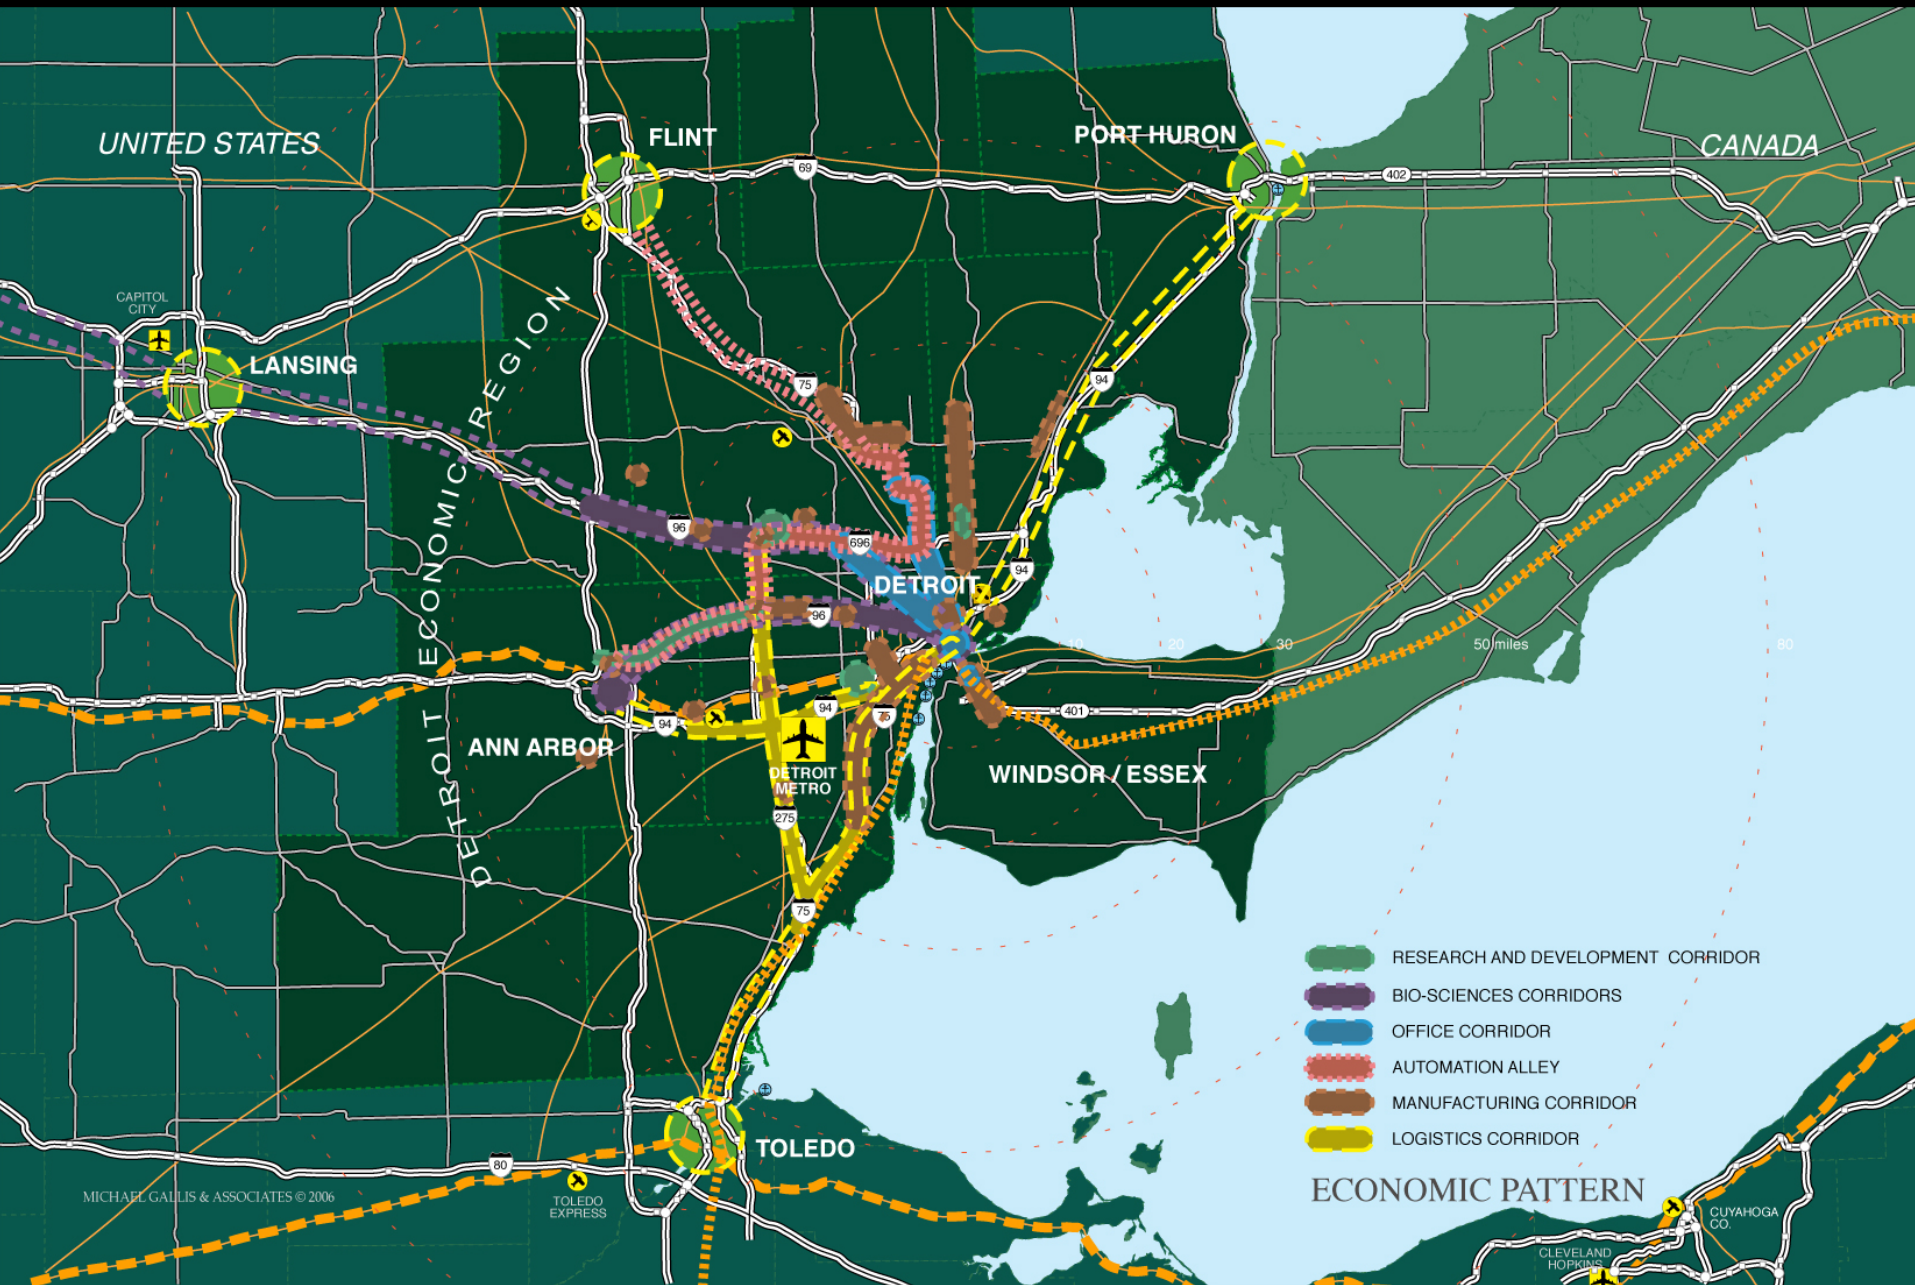 UNITED STATES
FLINT
PORT HURON
CANADA
69
402
CAPITOL
CITY
LANSING
DETROIT ECONOMIC REGION
75
94
96
696
94
DETROIT
96
10
20
30
50 miles
80
94
94
75
401
ANN ARBOR
DETROIT
METRO
WINDSOR / ESSEX
275
75
RESEARCH AND DEVELOPMENT CORRIDOR
BIO-SCIENCES CORRIDORS
OFFICE CORRIDOR
AUTOMATION ALLEY
MANUFACTURING CORRIDOR
LOGISTICS CORRIDOR
TOLEDO
80
MICHAEL GALLIS & ASSOCIATES © 2006
TOLEDO
EXPRESS
ECONOMIC PATTERN
CUYAHOGA
CO.
CLEVELAND
HOPKINS